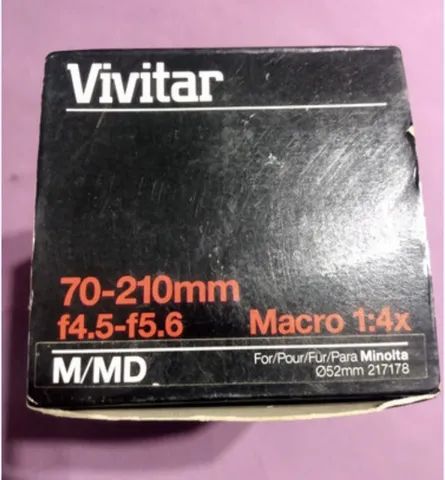 Vivitar
70-210mm
f4.5-f5.6 Macro 1:4x
M/MD
For/Pour/Für/Para Minolta
Ø52mm 217178